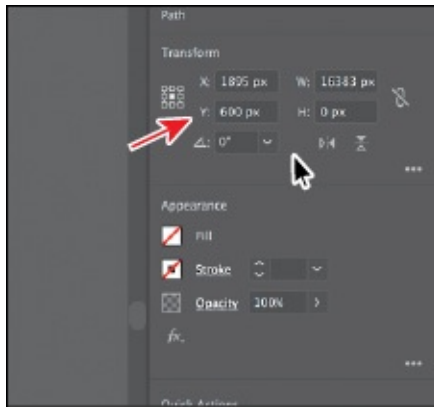 Path
Transform
X: 1895 px W: 16383 px
Y: 600 px H: 0 px
0°
Appearance
Fill
Stroke
Opacity 100%
fx.
Quick Actions